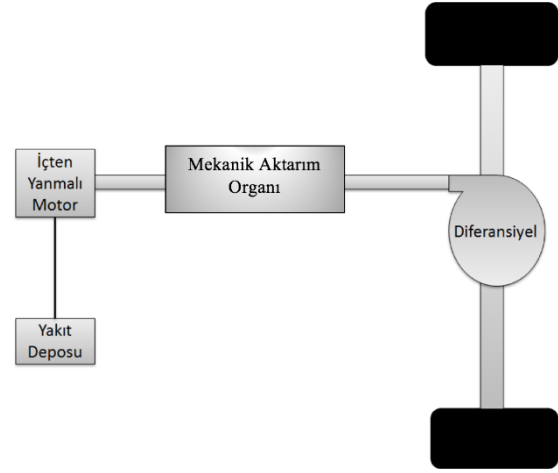 İçten
Yanmalı
Motor
Mekanik Aktarım
Organı
Diferansiyel
Yakıt
Deposu